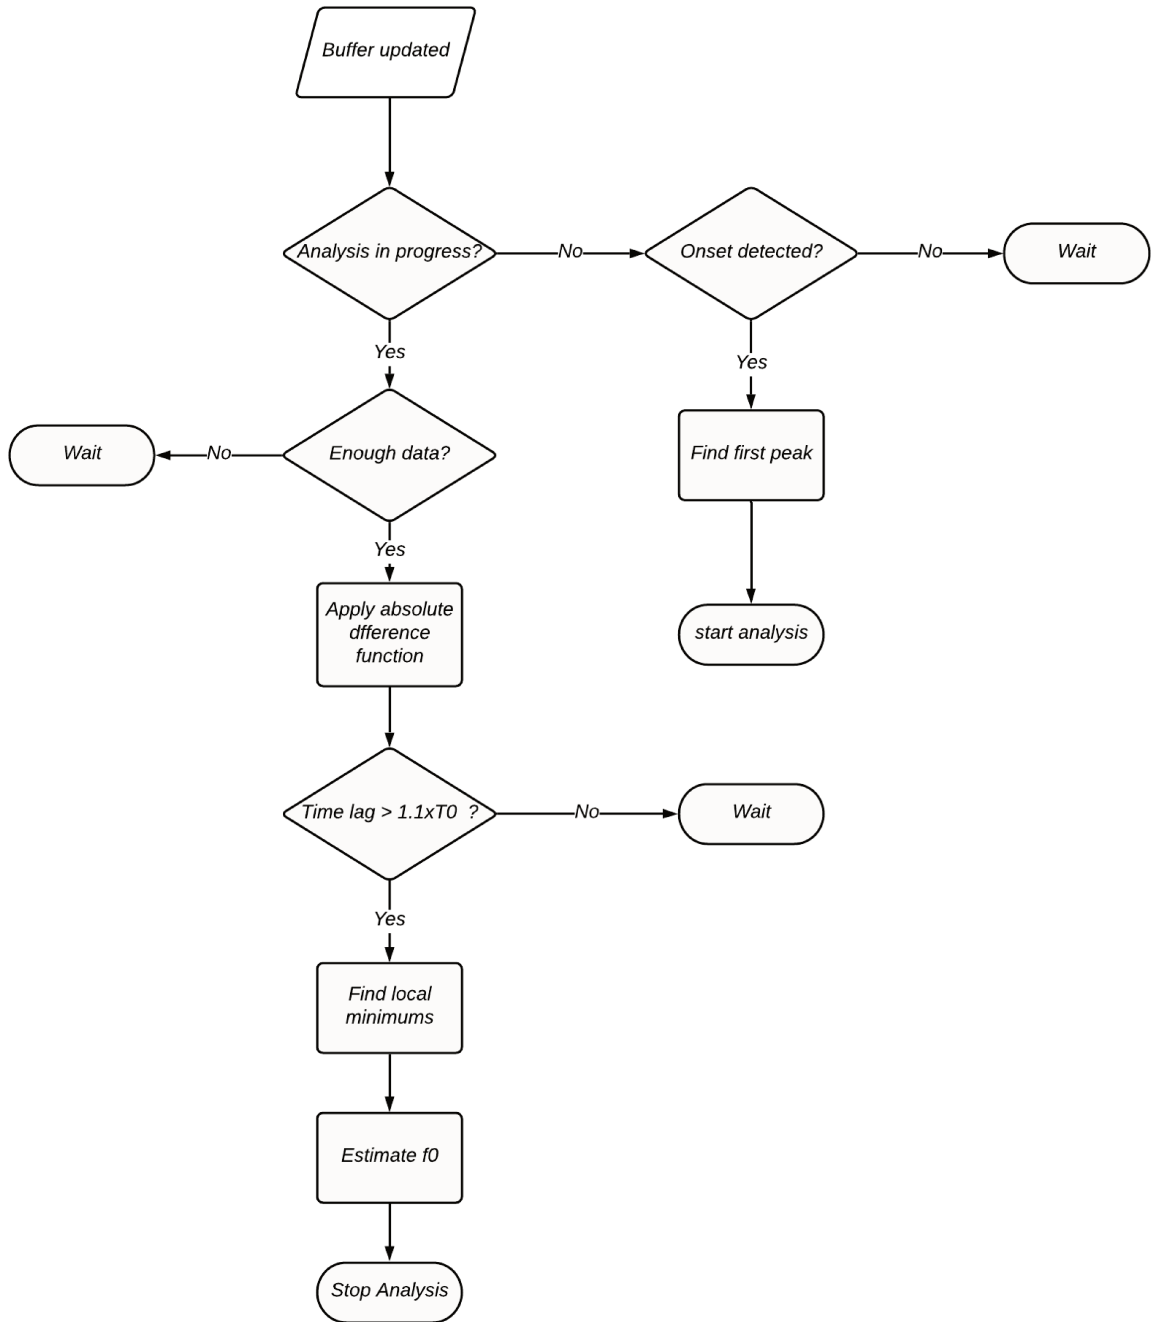 Buffer updated
Analysis in progress?
No
Onset detected?
No
Wait
Yes
Yes
Wait
No
Enough data?
Find first peak
Yes
Apply absolute
dfference
function
start analysis
Time lag > 1.1xT0 ?
No
Wait
Yes
Find local
minimums
Estimate f0
Stop Analysis